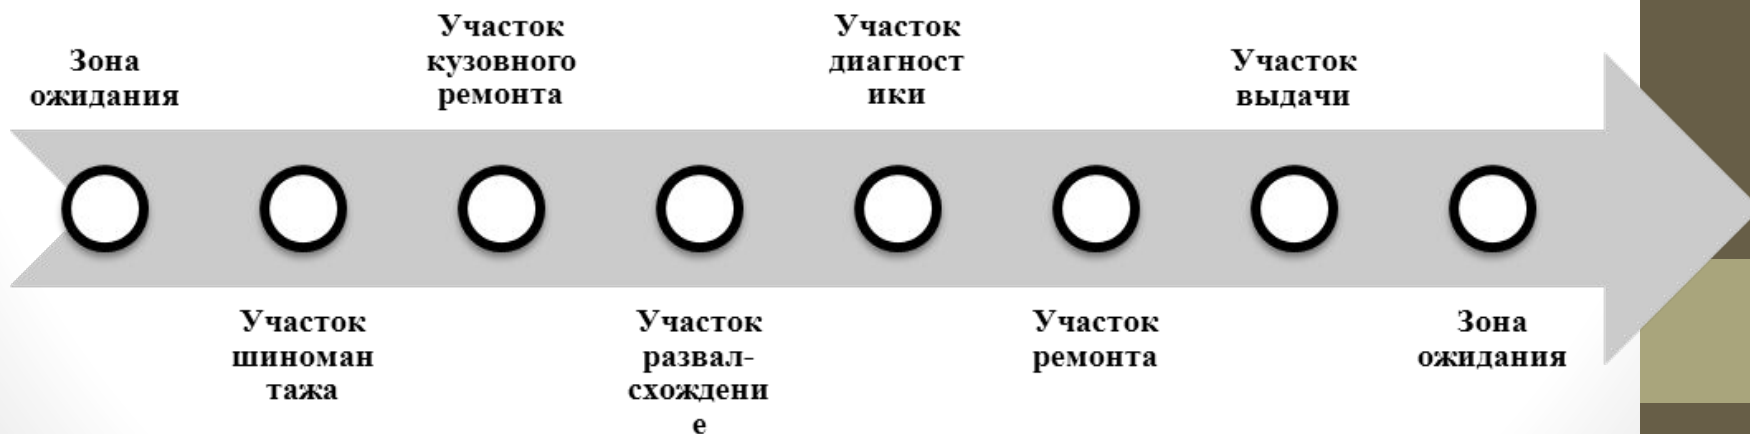 Зона
ожидания
Участок
шиноман
тажа
Участок
кузовного
ремонта
Участок
развал-
схождени
е
Участок
диагност
ики
Участок
ремонта
Участок
выдачи
Зона
ожидания